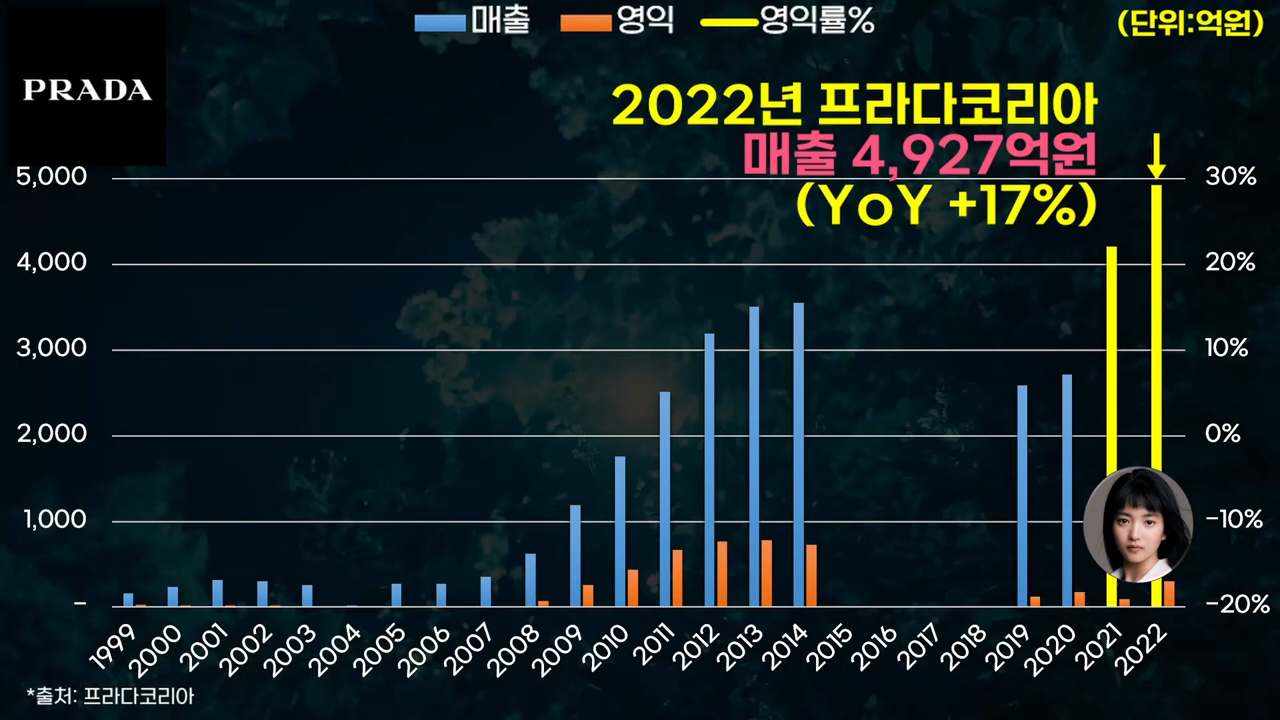 매출 영익 영익률%
(단위:억원)
PRADA
2022년 프라다코리아
매출 4,927억원
(YoY +17%)
5,000
4,000
3,000
2,000
1,000
–
30%
20%
10%
0%
-10%
-20%
1999 2000 2001 2002 2003 2004 2005 2006 2007 2008 2009 2010 2011 2012 2013 2014 2015 2016 2017 2018 2019 2020 2021 2022
*출처: 프라다코리아